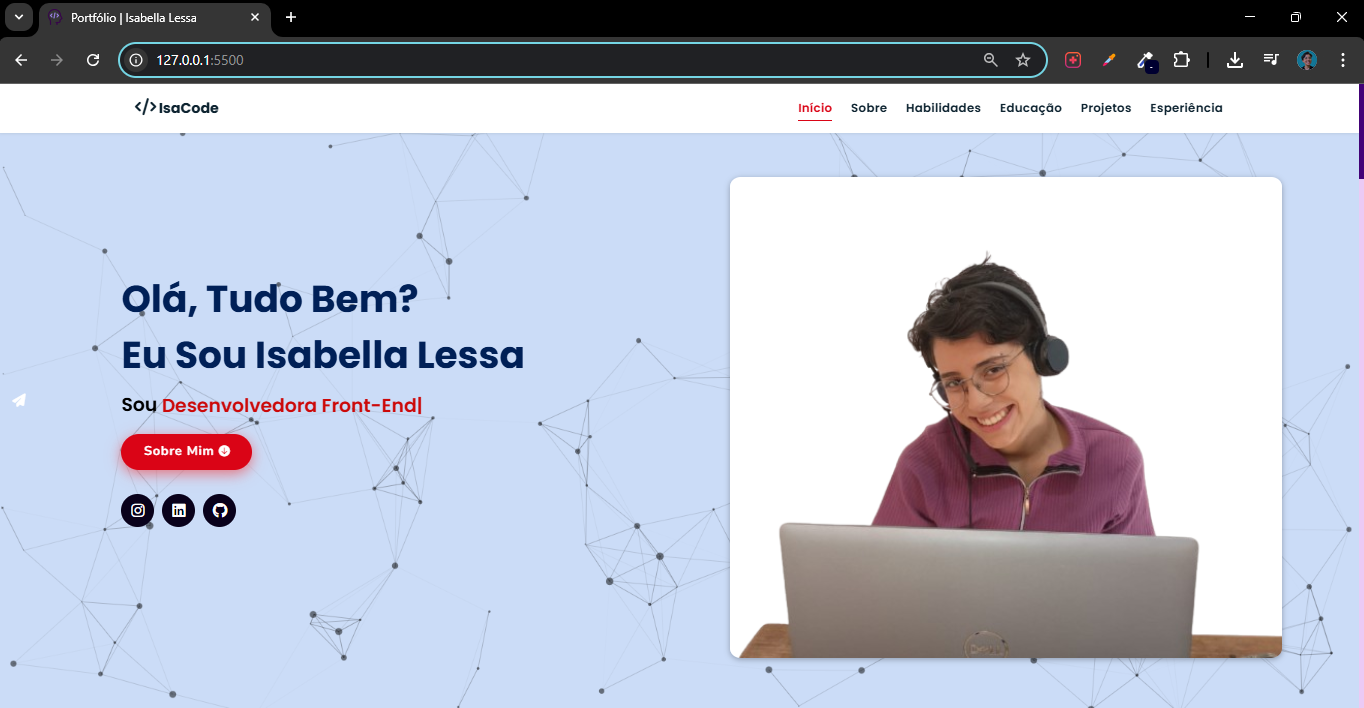 Portfólio | Isabella Lessa
127.0.0.1:5500
</>IsaCode
Início Sobre Habilidades Educação Projetos Experiência
Olá, Tudo Bem?
Eu Sou Isabella Lessa
Sou Desenvolvedora Front-End|
Sobre Mim